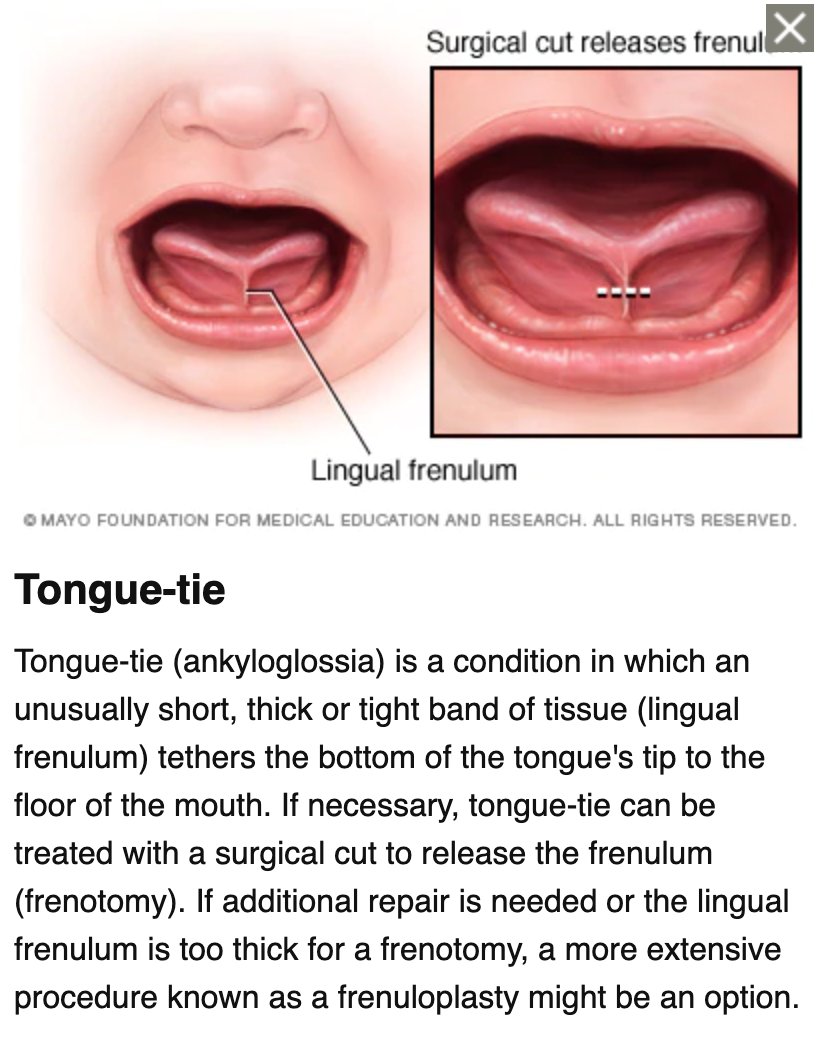 Surgical cut releases
Lingual frenulum
© MAYO FOUNDATION FOR MEDICAL EDUCATION AND RESEARCH. ALL RIGHTS RESERVED.
Tongue-tie
Tongue-tie (ankyloglossia) is a condition in which an
unusually short, thick or tight band of tissue (lingual
frenulum) tethers the bottom of the tongue's tip to the
floor of the mouth. If necessary, tongue-tie can be
treated with a surgical cut to release the frenulum
(frenotomy). If additional repair is needed or the lingual
frenulum is too thick for a frenotomy, a more extensive
procedure known as a frenuloplasty might be an option.